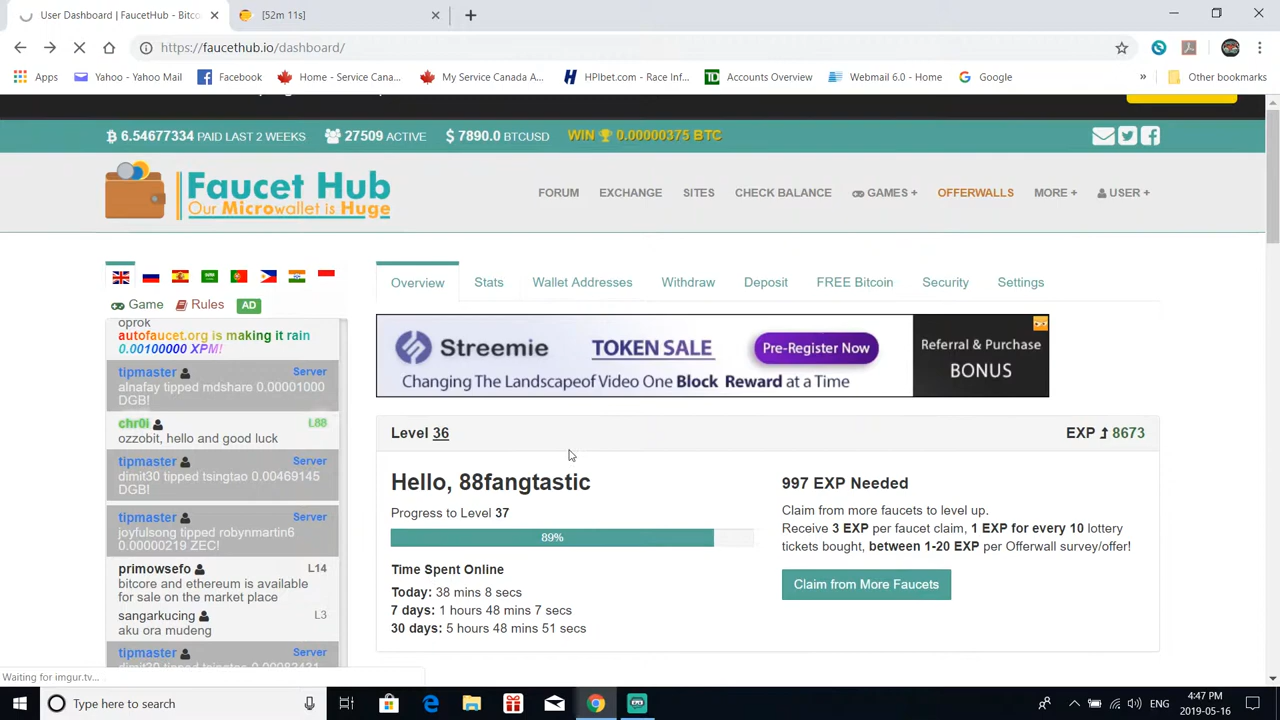 User Dashboard | FaucetHub - Bitco
[52m 11s]
https://faucethub.io/dashboard/
Apps
Yahoo - Yahoo Mail
Facebook
Home - Service Cana...
My Service Canada A...
HPIbet.com - Race Inf...
Accounts Overview
Webmail 6.0 - Home
Google
»
Other bookmarks
6.54677334 PAID LAST 2 WEEKS
27509 ACTIVE
$ 7890.0 BTCUSD
WIN 0.00000375 BTC
Faucet Hub
Our Microwallet is Huge
FORUM
EXCHANGE
SITES
CHECK BALANCE
GAMES +
OFFERWALLS
MORE +
USER +
Game
Rules
AD
Overview
Stats
Wallet Addresses
Withdraw
Deposit
FREE Bitcoin
Security
Settings
oprok
autofaucet.org is making it rain
0.00100000 XPM!
tipmaster Server
alnafay tipped mdshare 0.00001000
DGB!
chr0i L88
ozzobit, hello and good luck
tipmaster Server
dimit30 tipped tsingtao 0.00469145
DGB!
tipmaster Server
joyfulsong tipped robynmartin6
0.00000219 ZEC!
primowsefo L14
bitcore and ethereum is available
for sale on the market place
sangarkucing L3
aku ora mudeng
tipmaster Server
Streemie
TOKEN SALE
Pre-Register Now
Changing The Landscapeof Video One Block Reward at a Time
Referral & Purchase
BONUS
Level 36
EXP 8673
Hello, 88fangtastic
Progress to Level 37
89%
Time Spent Online
Today: 38 mins 8 secs
7 days: 1 hours 48 mins 7 secs
30 days: 5 hours 48 mins 51 secs
997 EXP Needed
Claim from more faucets to level up.
Receive 3 EXP per faucet claim, 1 EXP for every 10 lottery
tickets bought, between 1-20 EXP per Offerwall survey/offer!
Claim from More Faucets
Waiting for imgur.tv...
Type here to search
ENG
4:47 PM
2019-05-16